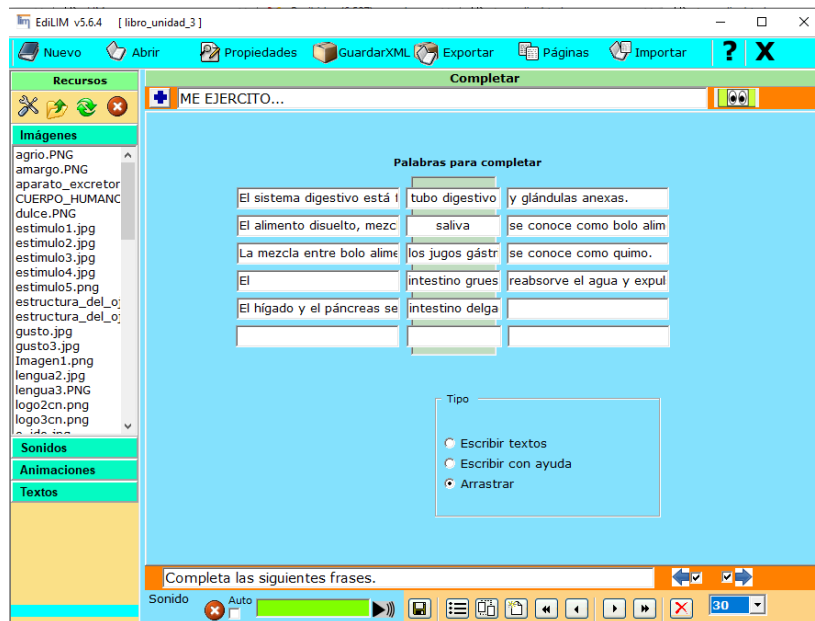 EdiLIM v5.6.4 [ libro_unidad_3 ]
Nuevo Abrir Propiedades GuardarXML Exportar Páginas Importar ? X
Recursos
Completar
ME EJERCITO...
Imágenes
agrio.PNG
amargo.PNG
aparato_excretor
CUERPO_HUMANO
dulce.PNG
estimulo1.jpg
estimulo2.jpg
estimulo3.jpg
estimulo4.jpg
estimulo5.png
estructura_del_oj
estructura_del_oj
gusto.jpg
gusto3.jpg
Imagen1.png
lengua2.jpg
lengua3.PNG
logo2cn.png
logo3cn.png
Sonidos
Animaciones
Textos
Palabras para completar
El sistema digestivo está f tubo digestivo y glándulas anexas.
El alimento disuelto, mezc saliva se conoce como bolo alim
La mezcla entre bolo alime los jugos gástr se conoce como quimo.
El intestino grues reabsorve el agua y expul
El hígado y el páncreas se intestino delga
Tipo
Escribir textos
Escribir con ayuda
Arrastrar
Completa las siguientes frases.
Sonido Auto 30